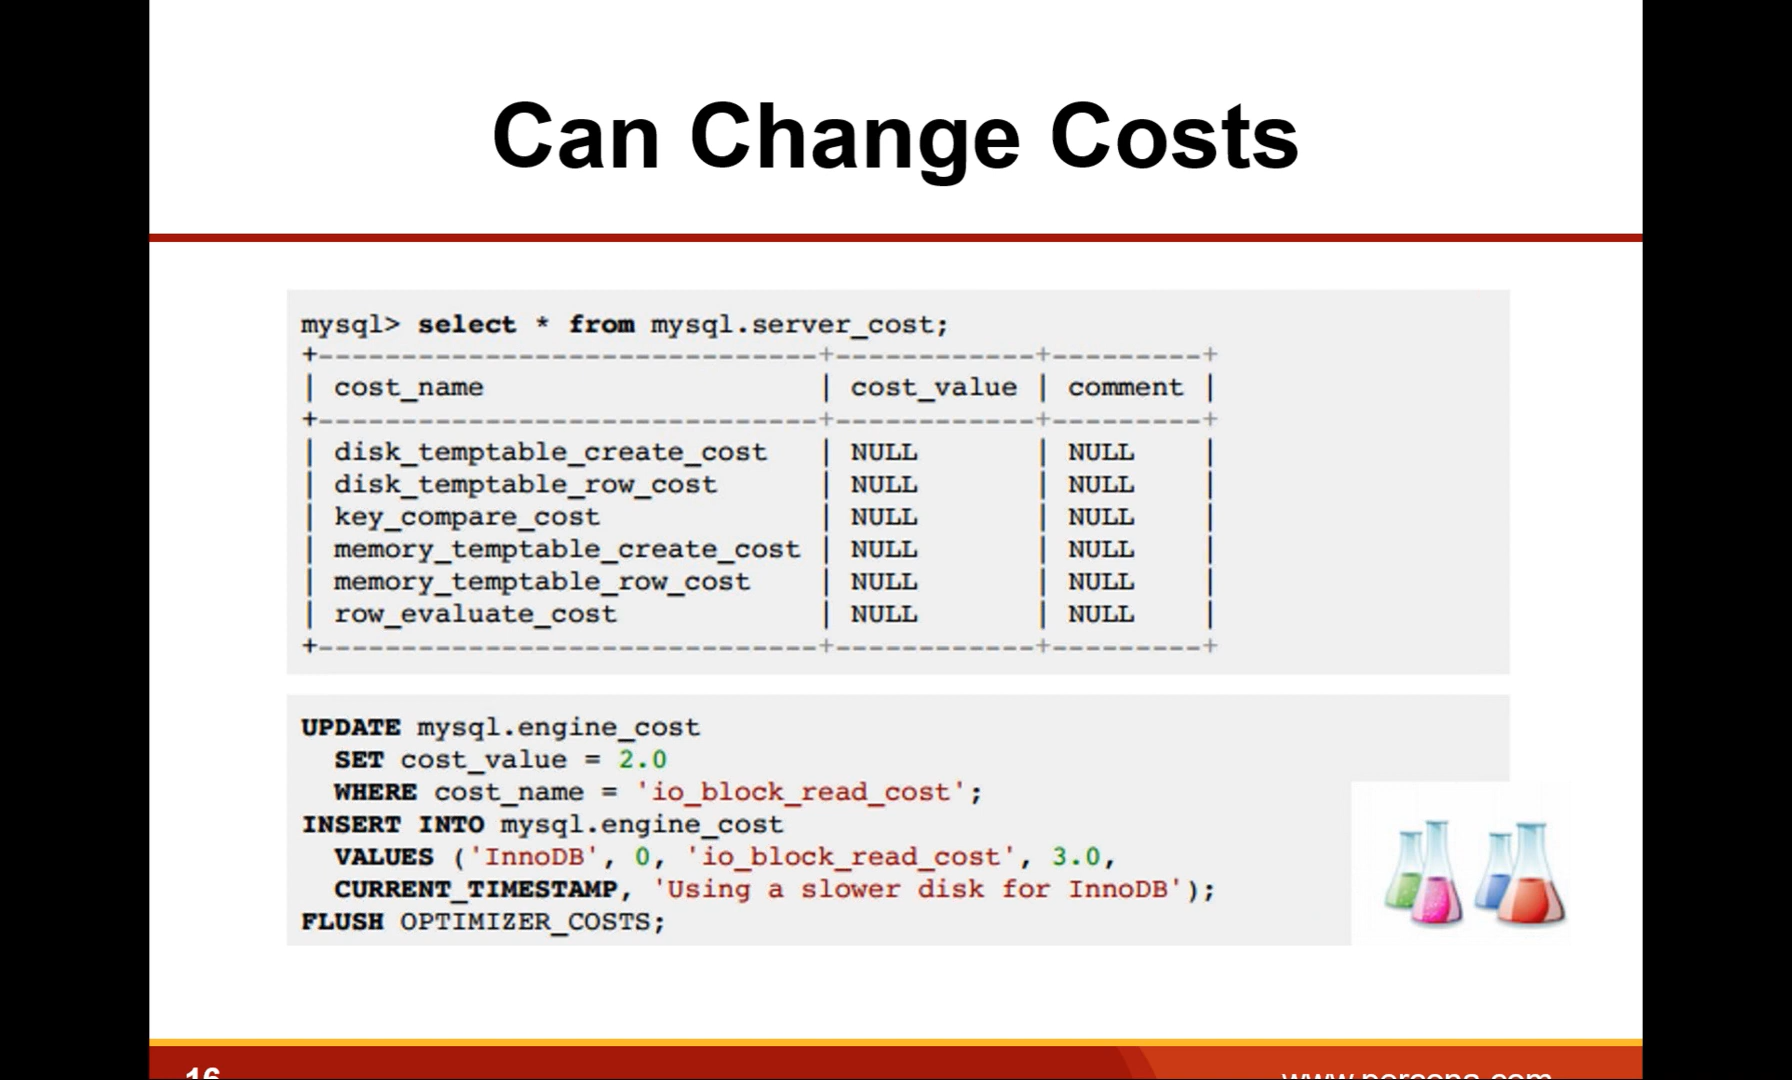 Can Change Costs
mysql> select * from mysql.server_cost;
+------------------------------+------------+---------+
| cost_name                    | cost_value | comment |
+------------------------------+------------+---------+
| disk_temptable_create_cost   | NULL       | NULL    |
| disk_temptable_row_cost      | NULL       | NULL    |
| key_compare_cost             | NULL       | NULL    |
| memory_temptable_create_cost | NULL       | NULL    |
| memory_temptable_row_cost    | NULL       | NULL    |
| row_evaluate_cost            | NULL       | NULL    |
+------------------------------+------------+---------+
UPDATE mysql.engine_cost
  SET cost_value = 2.0
  WHERE cost_name = 'io_block_read_cost';
INSERT INTO mysql.engine_cost
  VALUES ('InnoDB', 0, 'io_block_read_cost', 3.0,
  CURRENT_TIMESTAMP, 'Using a slower disk for InnoDB');
FLUSH OPTIMIZER_COSTS;
16
www.percona.com